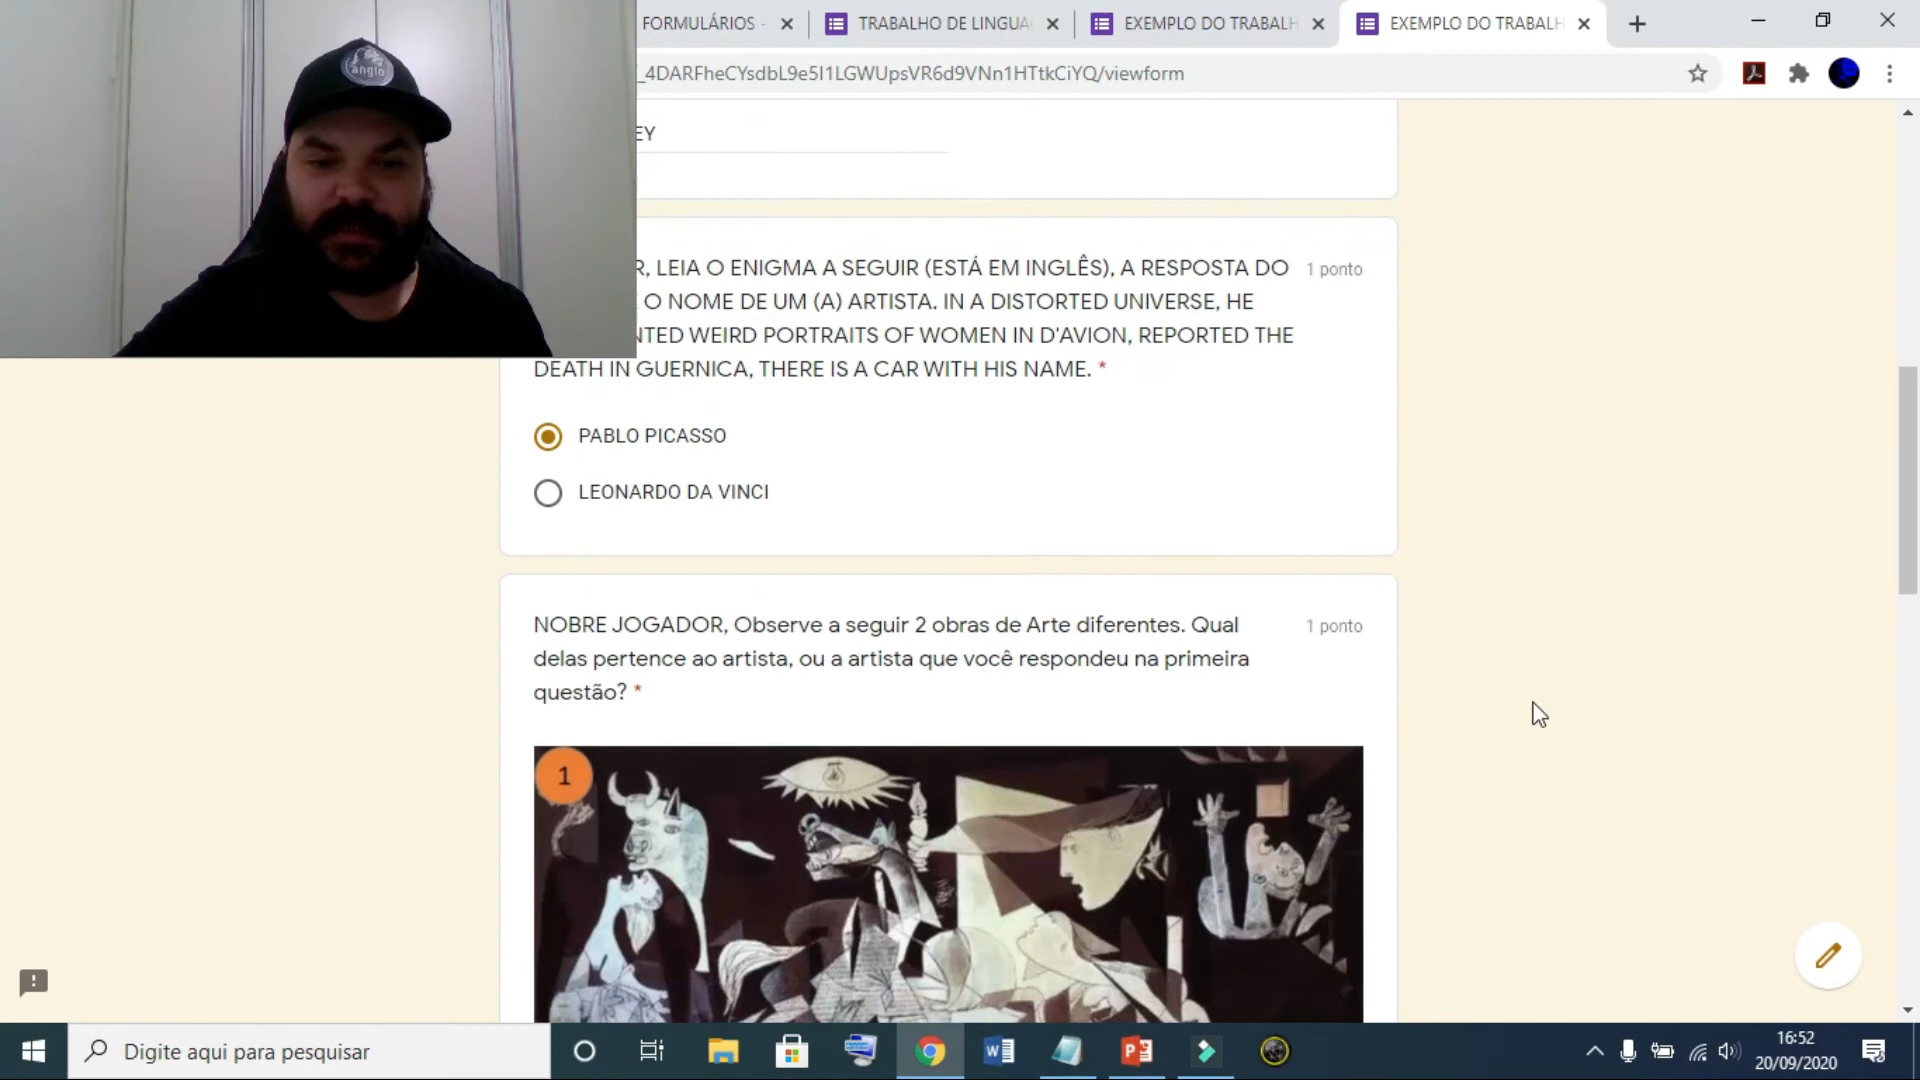 anglo
FORMULÁRIOS -
TRABALHO DE LINGUA
EXEMPLO DO TRABALH
EXEMPLO DO TRABALH
_4DARFheCYsdbL9e5I1LGWUpsVR6d9VNn1HTtkCiYQ/viewform
EY
R, LEIA O ENIGMA A SEGUIR (ESTÁ EM INGLÊS), A RESPOSTA DO
1 ponto
O NOME DE UM (A) ARTISTA. IN A DISTORTED UNIVERSE, HE
NTED WEIRD PORTRAITS OF WOMEN IN D'AVION, REPORTED THE
DEATH IN GUERNICA, THERE IS A CAR WITH HIS NAME. *
PABLO PICASSO
LEONARDO DA VINCI
NOBRE JOGADOR, Observe a seguir 2 obras de Arte diferentes. Qual
1 ponto
delas pertence ao artista, ou a artista que você respondeu na primeira
questão? *
1
Digite aqui para pesquisar
16:52
20/09/2020